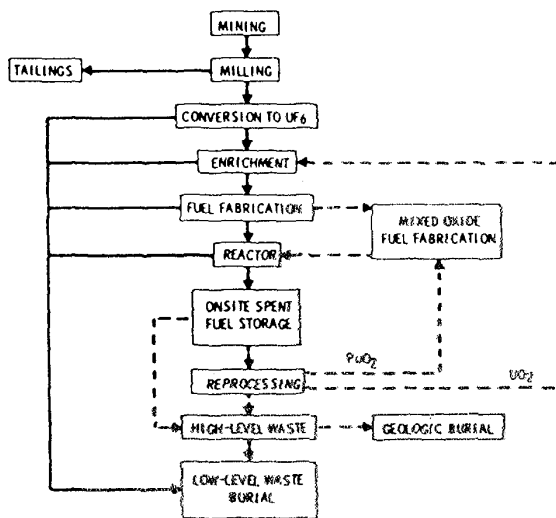 MINING
TAILINGS
MILLING
CONVERSION TO UF6
ENRICHMENT
FUEL FABRICATION
MIXED OXIDE
FUEL FABRICATION
REACTOR
ONSITE SPENT
FUEL STORAGE
PuO2
REPROCESSING
UO2
HIGH-LEVEL WASTE
GEOLOGIC BURIAL
LOW-LEVEL WASTE
BURIAL